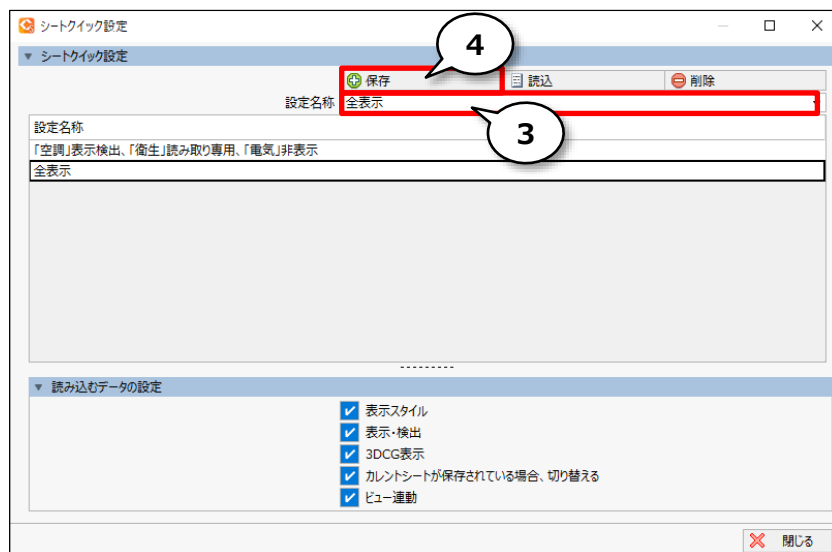 シートクイック設定
シートクイック設定
4
保存 読込 削除
設定名称 全表示
3
設定名称
「空調」表示検出、「衛生」読み取り専用、「電気」非表示
全表示
読み込むデータの設定
表示スタイル
表示・検出
3DCG表示
カレントシートが保存されている場合、切り替える
ビュー連動
閉じる